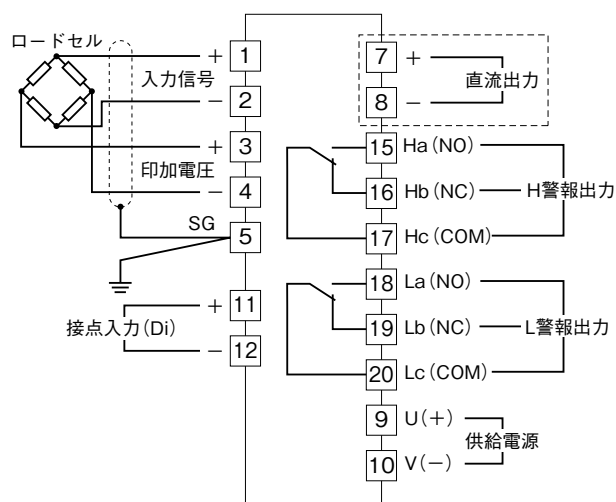 ロードセル
+ 1
入力信号
− 2
+ 3
印加電圧
− 4
SG
5
+ 11
接点入力(Di)
− 12
7 +
直流出力
8 −
15 Ha(NO)
16 Hb(NC) H警報出力
17 Hc(COM)
18 La(NO)
19 Lb(NC) L警報出力
20 Lc(COM)
9 U(+)
供給電源
10 V(−)